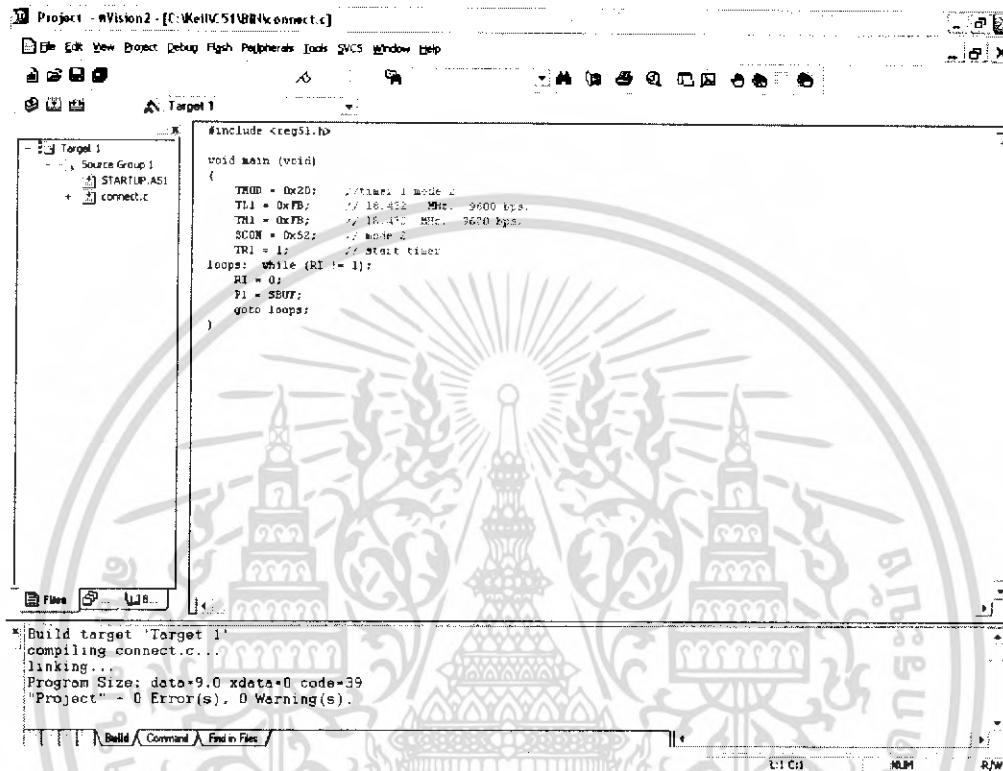 Project - µVision2 - [C:\Keil\C51\BIN\connect.c]
File Edit View Project Debug Flash Peripherals Tools SVCS Window Help
Target 1
Target 1
Source Group 1
STARTUP.A51
connect.c
#include <reg51.h>
void main (void)
{
TMOD = 0x20; //timer 1 mode 2
TL1 = 0xFB; // 18.432 MHz. 9600 bps.
TH1 = 0xFB; // 18.432 MHz. 9600 bps.
SCON = 0x52; // mode 2
TR1 = 1; // start timer
loops: while (RI != 1);
RI = 0;
P1 = SBUF;
goto loops;
}
Files
B...
Build target 'Target 1'
compiling connect.c...
linking...
Program Size: data=9.0 xdata=0 code=39
"Project" - 0 Error(s), 0 Warning(s).
Build Command Find in Files
L:1 C:1 NUM R/W